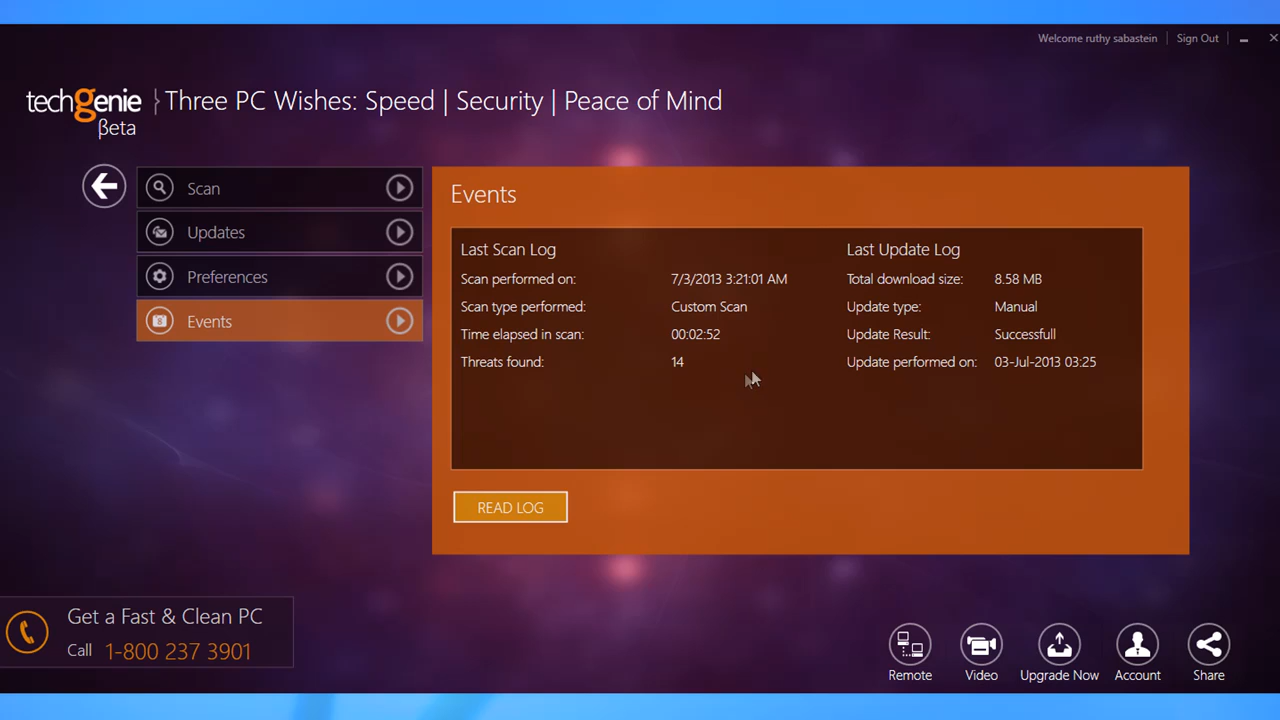 Welcome ruthy sabastein | Sign Out
techgenie
βeta
Three PC Wishes: Speed | Security | Peace of Mind
Scan
Updates
Preferences
Events
Events
Last Scan Log
Scan performed on: 7/3/2013 3:21:01 AM
Scan type performed: Custom Scan
Time elapsed in scan: 00:02:52
Threats found: 14
Last Update Log
Total download size: 8.58 MB
Update type: Manual
Update Result: Successfull
Update performed on: 03-Jul-2013 03:25
READ LOG
Get a Fast & Clean PC
Call 1-800 237 3901
Remote
Video
Upgrade Now
Account
Share